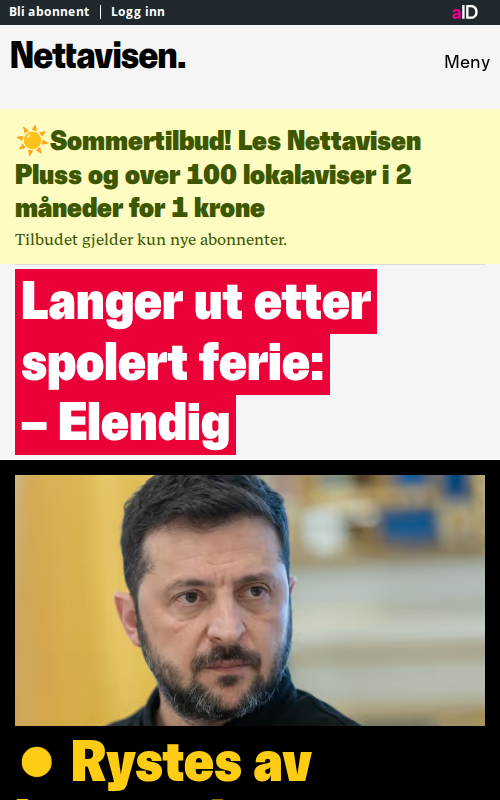 Bli abonnent
Logg inn
aID
Nettavisen.
Meny
☀️Sommertilbud! Les Nettavisen
Pluss og over 100 lokalaviser i 2
måneder for 1 krone
Tilbudet gjelder kun nye abonnenter.
Langer ut etter
spolert ferie:
– Elendig
● Rystes av